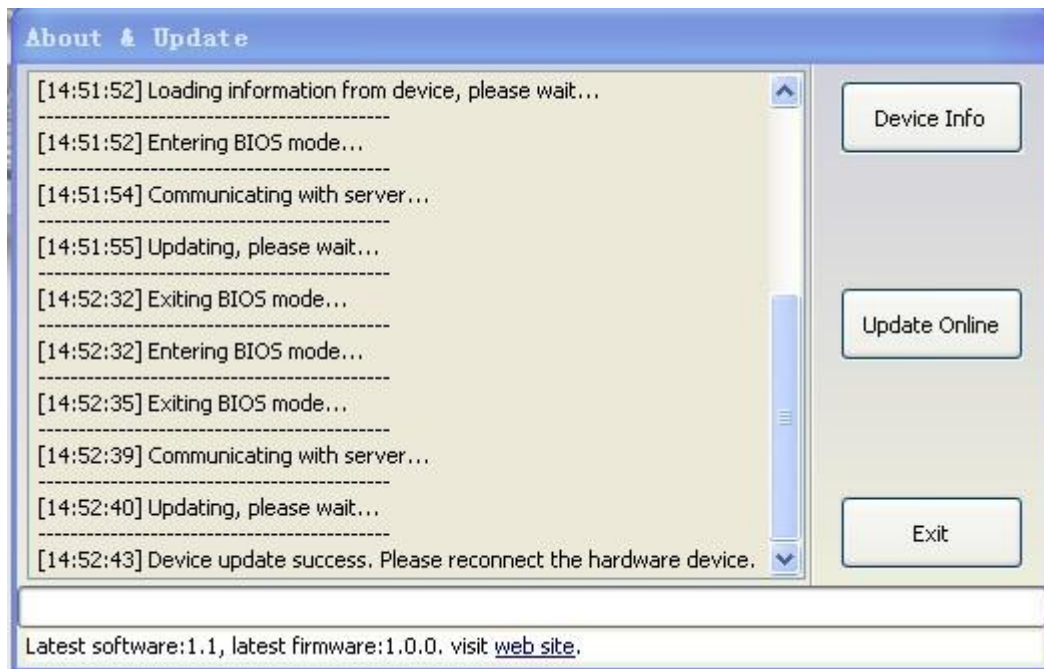 About & Update
[14:51:52] Loading information from device, please wait...
-------------------------------------------
[14:51:52] Entering BIOS mode...
-------------------------------------------
[14:51:54] Communicating with server...
-------------------------------------------
[14:51:55] Updating, please wait...
-------------------------------------------
[14:52:32] Exiting BIOS mode...
-------------------------------------------
[14:52:32] Entering BIOS mode...
-------------------------------------------
[14:52:35] Exiting BIOS mode...
-------------------------------------------
[14:52:39] Communicating with server...
-------------------------------------------
[14:52:40] Updating, please wait...
-------------------------------------------
[14:52:43] Device update success. Please reconnect the hardware device.
Device Info
Update Online
Exit
Latest software:1.1, latest firmware:1.0.0. visit web site.